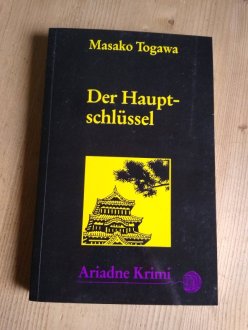 Masako Togawa
Der Haupt-
schlüssel
Ariadne Krimi